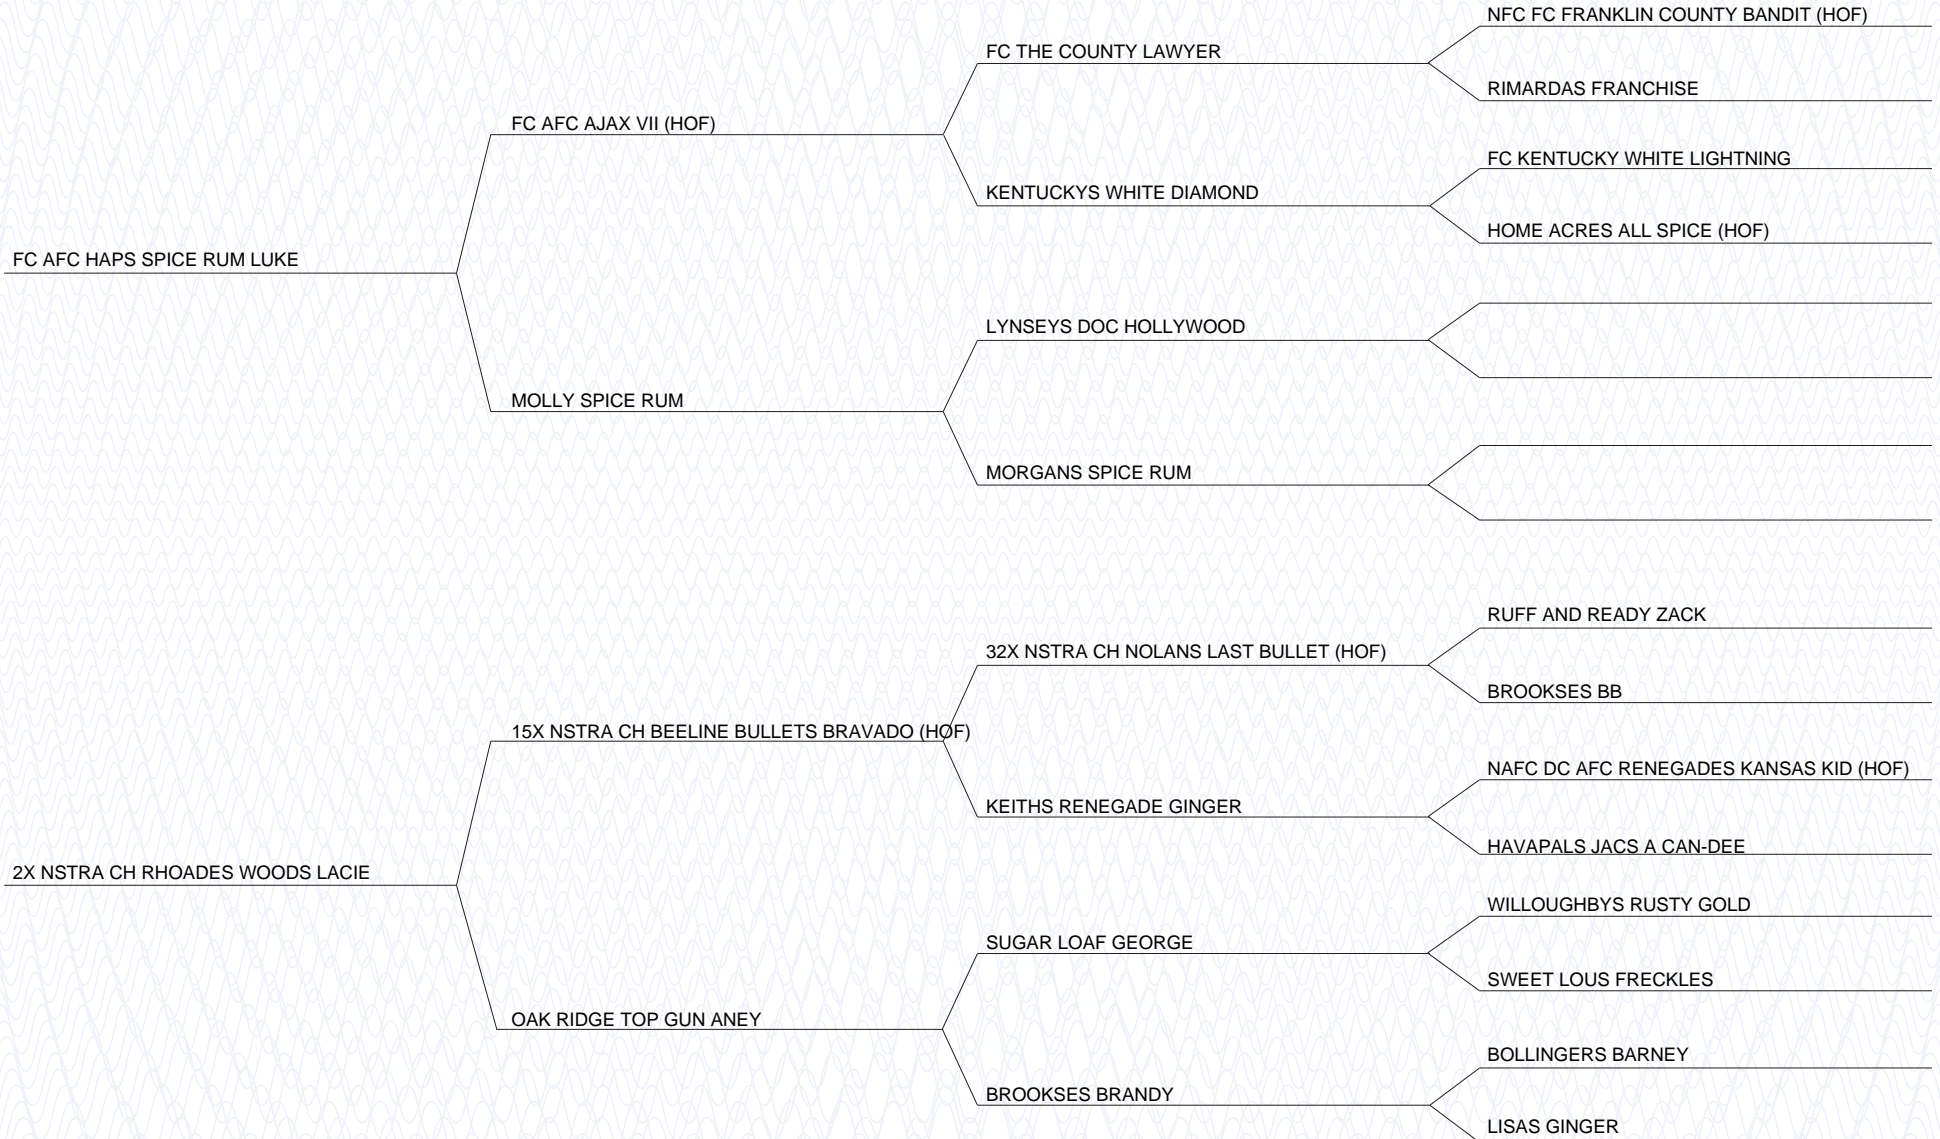 NFC FC FRANKLIN COUNTY BANDIT (HOF)
FC THE COUNTY LAWYER
RIMARDAS FRANCHISE
FC AFC AJAX VII (HOF)
FC KENTUCKY WHITE LIGHTNING
KENTUCKYS WHITE DIAMOND
HOME ACRES ALL SPICE (HOF)
FC AFC HAPS SPICE RUM LUKE
LYNSEYS DOC HOLLYWOOD
MOLLY SPICE RUM
MORGANS SPICE RUM
RUFF AND READY ZACK
32X NSTRA CH NOLANS LAST BULLET (HOF)
BROOKSES BB
15X NSTRA CH BEELINE BULLETS BRAVADO (HOF)
NAFC DC AFC RENEGADES KANSAS KID (HOF)
KEITHS RENEGADE GINGER
HAVAPALS JACS A CAN-DEE
2X NSTRA CH RHOADES WOODS LACIE
WILLOUGHBYS RUSTY GOLD
SUGAR LOAF GEORGE
SWEET LOUS FRECKLES
OAK RIDGE TOP GUN ANEY
BOLLINGERS BARNEY
BROOKSES BRANDY
LISAS GINGER